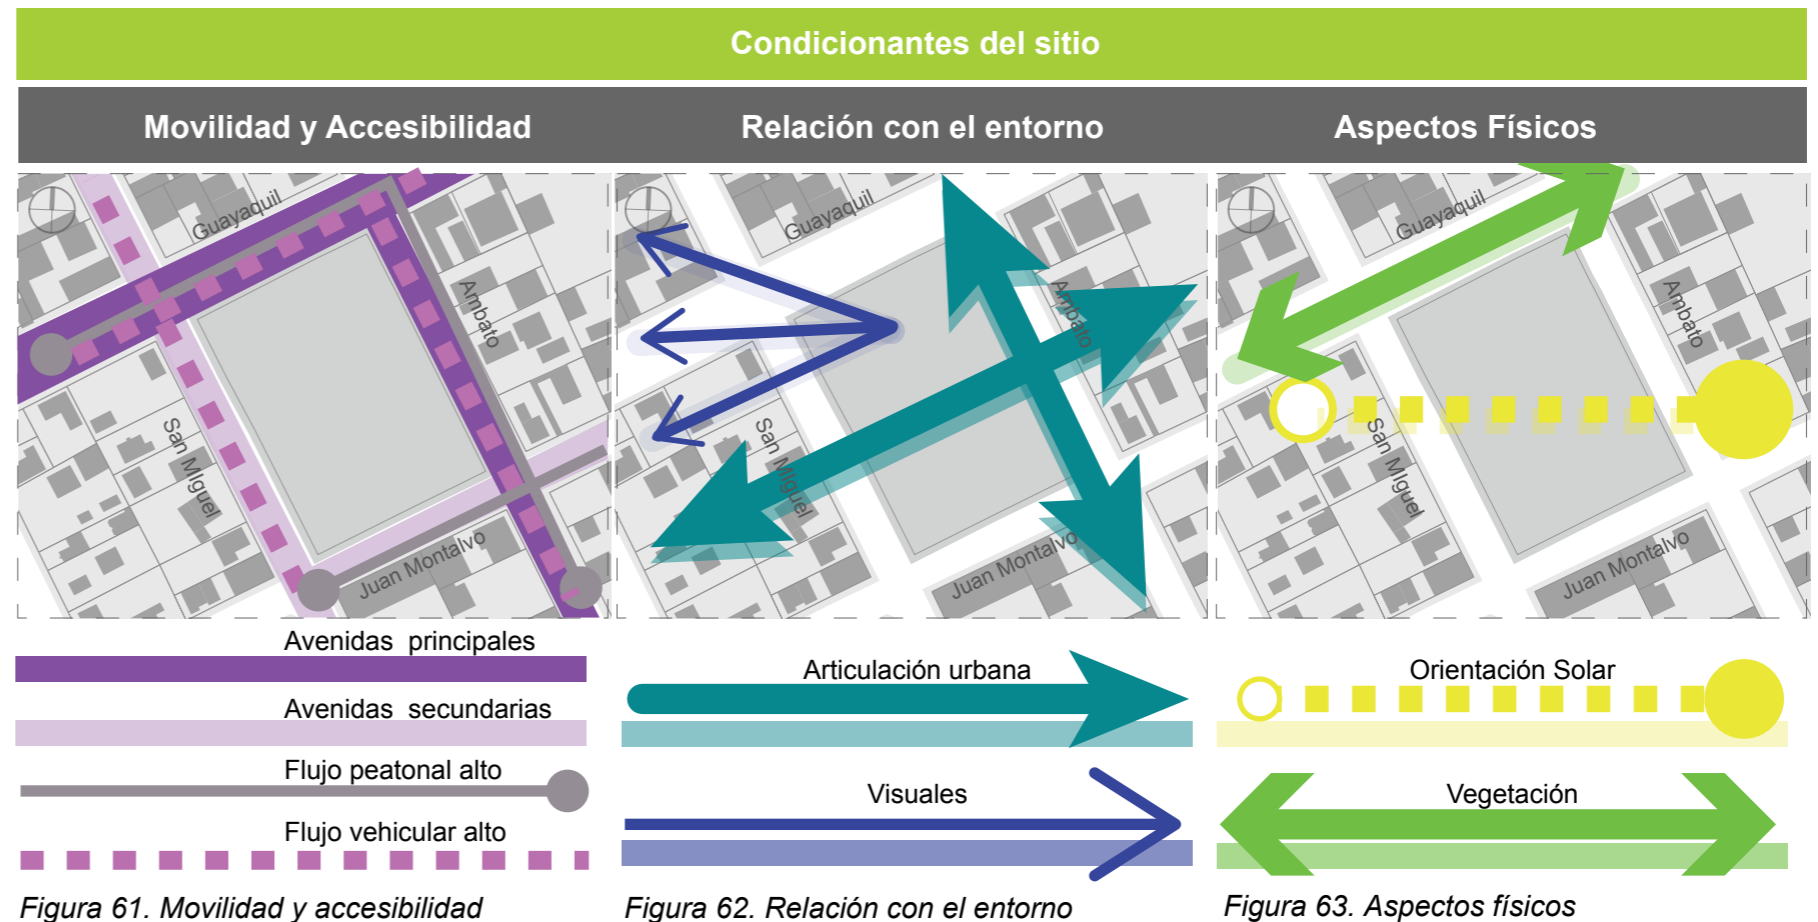 Condicionantes del sitio
Movilidad y Accesibilidad
Relación con el entorno
Aspectos Físicos
Guayaquil
Ambato
San MIguel
Juan Montalvo
Guayaquil
Ambato
San MIguel
Juan Montalvo
Guayaquil
Ambato
San MIguel
Juan Montalvo
Avenidas principales
Avenidas secundarias
Flujo peatonal alto
Flujo vehicular alto
Articulación urbana
Visuales
Orientación Solar
Vegetación
Figura 61. Movilidad y accesibilidad
Figura 62. Relación con el entorno
Figura 63. Aspectos físicos